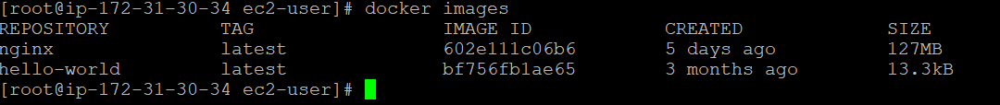 [root@ip-172-31-30-34 ec2-user]# docker images
REPOSITORY TAG IMAGE ID CREATED SIZE
nginx latest 602e111c06b6 5 days ago 127MB
hello-world latest bf756fb1ae65 3 months ago 13.3kB
[root@ip-172-31-30-34 ec2-user]#